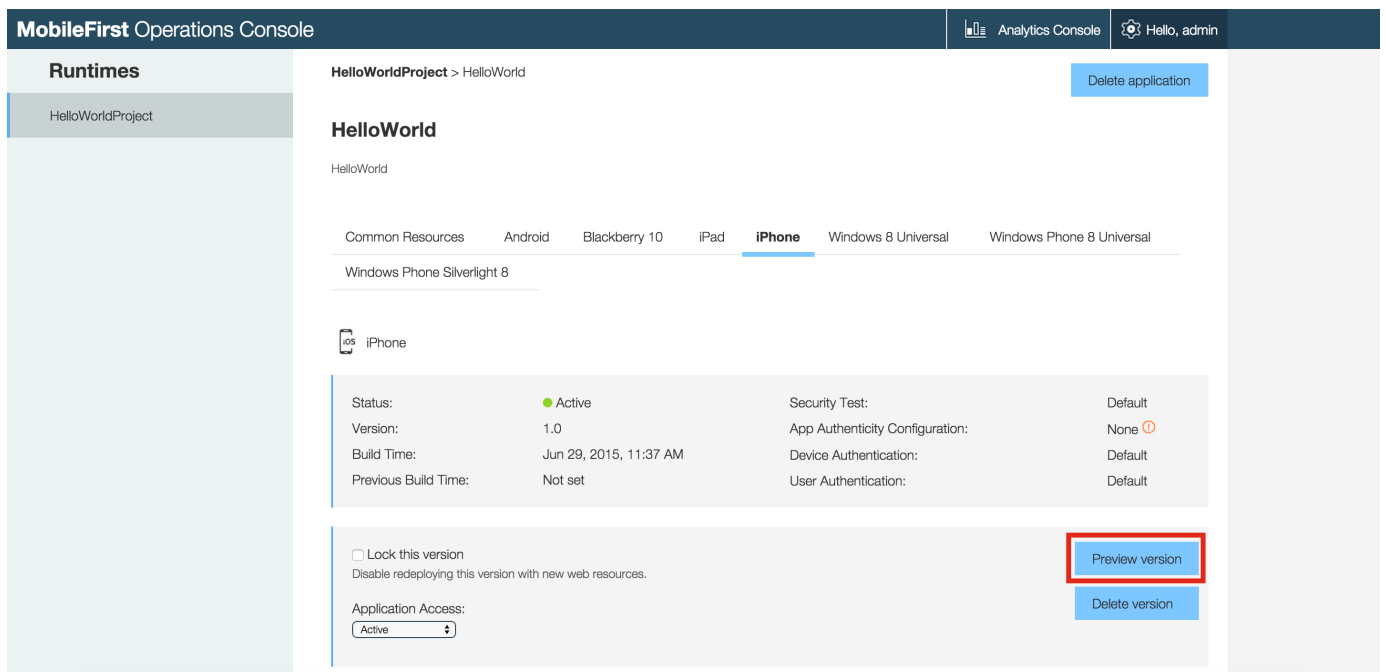 MobileFirst Operations Console
Analytics Console
Hello, admin
Runtimes
HelloWorldProject
HelloWorldProject > HelloWorld
Delete application
HelloWorld
HelloWorld
Common Resources Android Blackberry 10 iPad iPhone Windows 8 Universal Windows Phone 8 Universal
Windows Phone Silverlight 8
iOS iPhone
Status: Active Security Test: Default
Version: 1.0 App Authenticity Configuration: None
Build Time: Jun 29, 2015, 11:37 AM Device Authentication: Default
Previous Build Time: Not set User Authentication: Default
Lock this version
Disable redeploying this version with new web resources.
Preview version
Application Access:
Active
Delete version